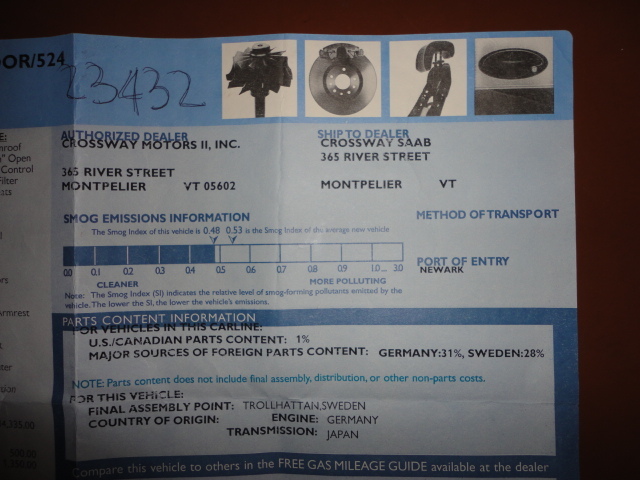 OOR/524
23432
AUTHORIZED DEALER
CROSSWAY MOTORS II, INC.
365 RIVER STREET
MONTPELIER VT 05602
SHIP TO DEALER
CROSSWAY SAAB
365 RIVER STREET
MONTPELIER VT
E:
nroof
" Open
Control
Filter
sts
SMOG EMISSIONS INFORMATION
The Smog Index of this vehicle is 0.48 0.53 is the Smog Index of the average new vehicle
0.0 0.1 0.2 0.3 0.4 0.5 0.6 0.7 0.8 0.9 1.0... 3.0
CLEANER MORE POLLUTING
Note: The Smog Index (SI) indicates the relative level of smog-forming pollutants emitted by the
vehicle. The lower the SI, the lower the vehicle's emissions.
METHOD OF TRANSPORT
PORT OF ENTRY
NEWARK
PARTS CONTENT INFORMATION
FOR VEHICLES IN THIS CARLINE:
U.S./CANADIAN PARTS CONTENT: 1%
MAJOR SOURCES OF FOREIGN PARTS CONTENT: GERMANY:31%, SWEDEN:28%
NOTE: Parts content does not include final assembly, distribution, or other non-parts costs.
FOR THIS VEHICLE:
FINAL ASSEMBLY POINT: TROLLHATTAN,SWEDEN
COUNTRY OF ORIGIN: ENGINE: GERMANY
TRANSMISSION: JAPAN
Compare this vehicle to others in the FREE GAS MILEAGE GUIDE available at the dealer